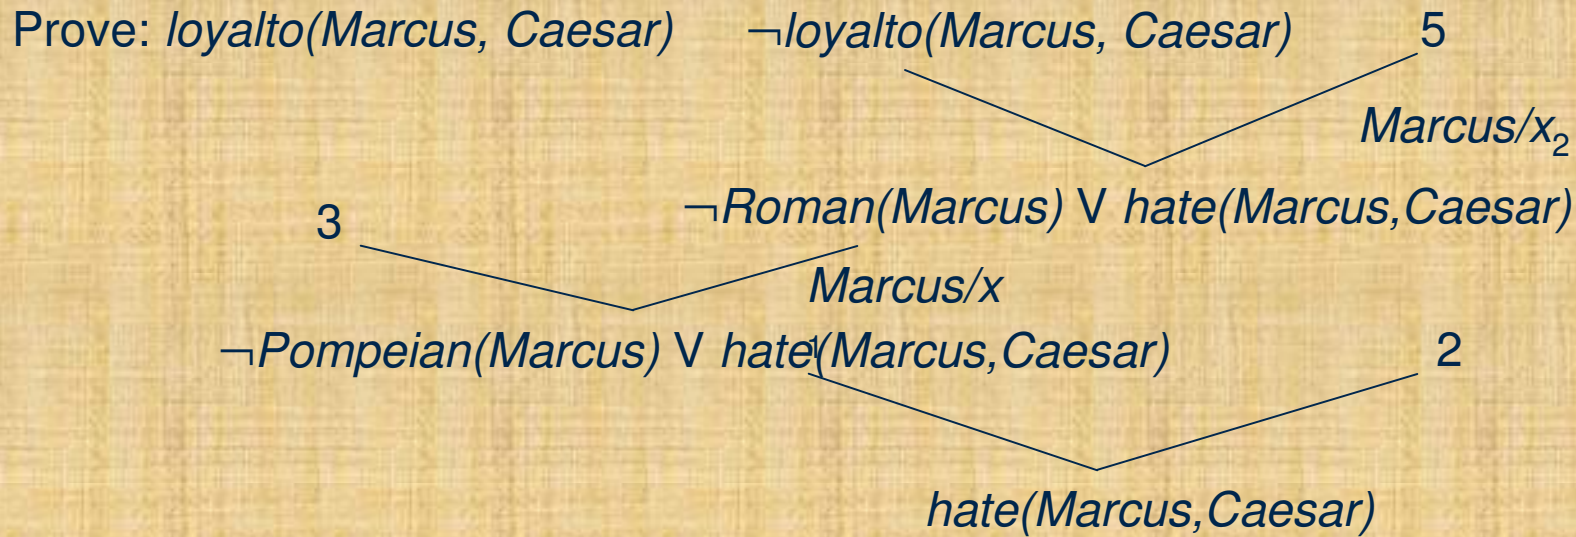 Prove: loyalto(Marcus, Caesar) ¬loyalto(Marcus, Caesar) 5
Marcus/x₂
¬Roman(Marcus) V hate(Marcus,Caesar)
3
Marcus/x
1
¬Pompeian(Marcus) V hate(Marcus,Caesar) 2
hate(Marcus,Caesar)